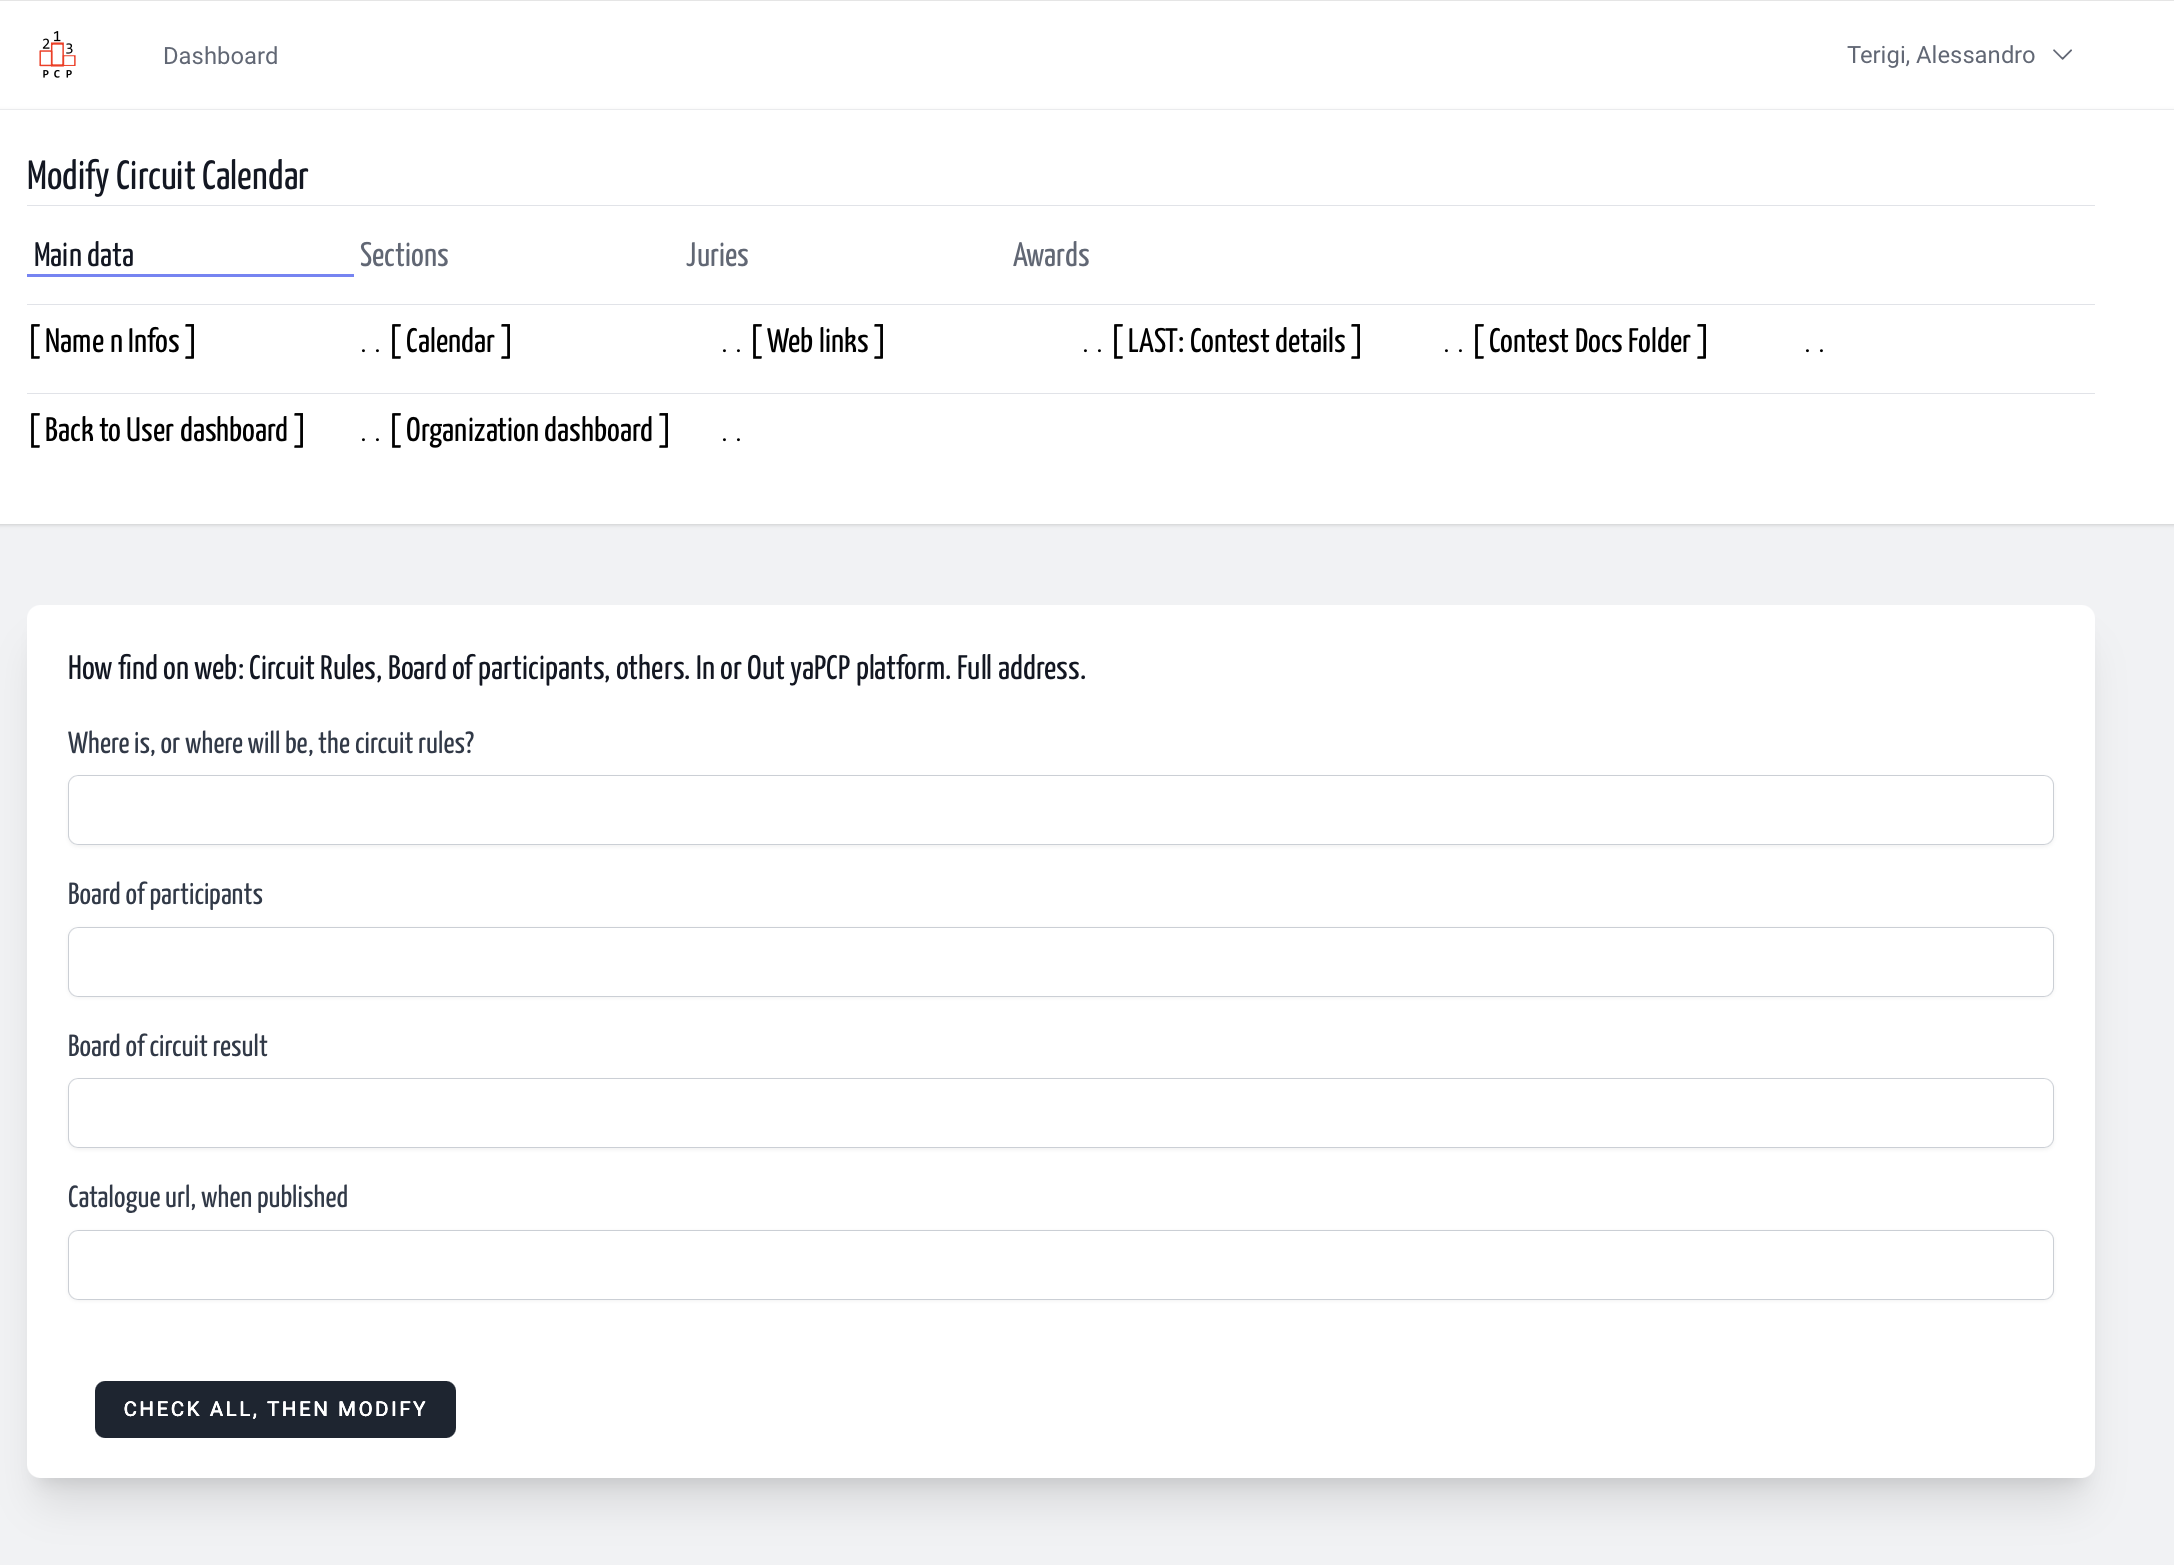 2 1 3
P C P
Dashboard
Terigi, Alessandro
Modify Circuit Calendar
Main data
Sections
Juries
Awards
[ Name n Infos ] . . [ Calendar ] . . [ Web links ] . . [ LAST: Contest details ] . . [ Contest Docs Folder ] . .
[ Back to User dashboard ] . . [ Organization dashboard ] . .
How find on web: Circuit Rules, Board of participants, others. In or Out yaPCP platform. Full address.
Where is, or where will be, the circuit rules?
Board of participants
Board of circuit result
Catalogue url, when published
CHECK ALL, THEN MODIFY